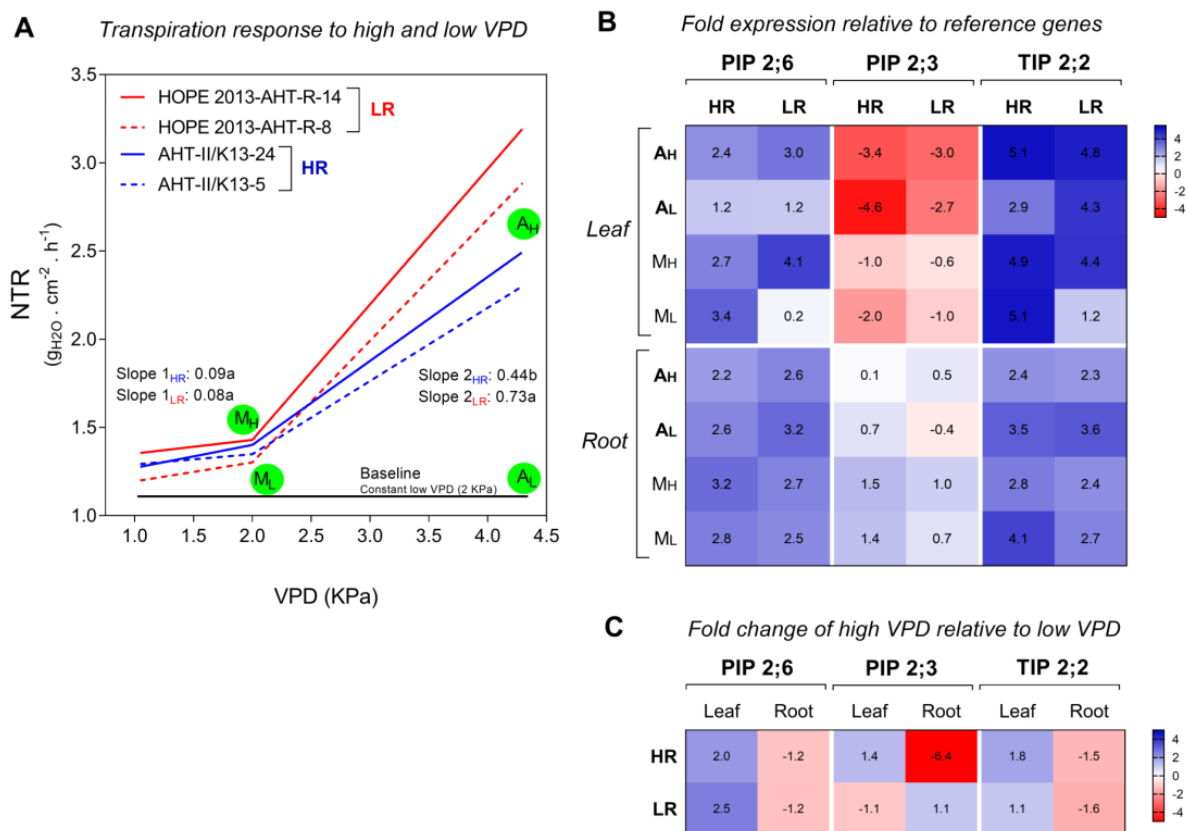 A
Transpiration response to high and low VPD
3.5
3.0
2.5
2.0
1.5
1.0
NTR
(gH2O · cm-2 · h-1)
HOPE 2013-AHT-R-14
HOPE 2013-AHT-R-8
LR
AHT-II/K13-24
AHT-II/K13-5
HR
AH
Slope 1HR: 0.09a
Slope 1LR: 0.08a
Slope 2HR: 0.44b
Slope 2LR: 0.73a
MH
ML
Baseline
Constant low VPD (2 KPa)
AL
1.0 1.5 2.0 2.5 3.0 3.5 4.0 4.5
VPD (KPa)
B
Fold expression relative to reference genes
PIP 2;6 PIP 2;3 TIP 2;2
HR LR HR LR HR LR
Leaf
AH 2.4 3.0 -3.4 -3.0 5.1 4.8
AL 1.2 1.2 -4.6 -2.7 2.9 4.3
MH 2.7 4.1 -1.0 -0.6 4.9 4.4
ML 3.4 0.2 -2.0 -1.0 5.1 1.2
Root
AH 2.2 2.6 0.1 0.5 2.4 2.3
AL 2.6 3.2 0.7 -0.4 3.5 3.6
MH 3.2 2.7 1.5 1.0 2.8 2.4
ML 2.8 2.5 1.4 0.7 4.1 2.7
4
2
0
-2
-4
C
Fold change of high VPD relative to low VPD
PIP 2;6 PIP 2;3 TIP 2;2
Leaf Root Leaf Root Leaf Root
HR 2.0 -1.2 1.4 -6.4 1.8 -1.5
LR 2.5 -1.2 -1.1 1.1 1.1 -1.6
4
2
0
-2
-4